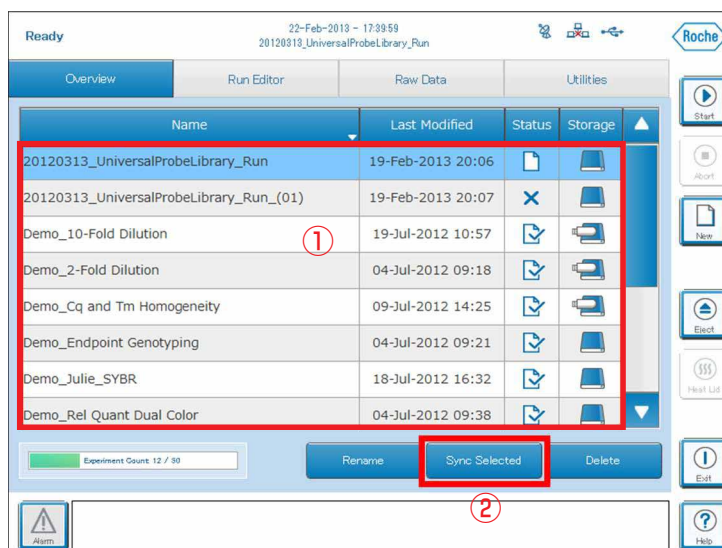 Ready
22-Feb-2013 - 17:39:59
20120313_UniversalProbeLibrary_Run
Roche
Overview Run Editor Raw Data Utilities
Name Last Modified Status Storage
20120313_UniversalProbeLibrary_Run 19-Feb-2013 20:06
20120313_UniversalProbeLibrary_Run_(01) 19-Feb-2013 20:07
Demo_10-Fold Dilution 19-Jul-2012 10:57
①
Demo_2-Fold Dilution 04-Jul-2012 09:18
Demo_Cq and Tm Homogeneity 09-Jul-2012 14:25
Demo_Endpoint Genotyping 04-Jul-2012 09:21
Demo_Julie_SYBR 18-Jul-2012 16:32
Demo_Rel Quant Dual Color 04-Jul-2012 09:38
Experiment Count: 12 / 30
Rename Sync Selected Delete
②
Alarm
Start
Abort
New
Eject
Heat Lid
Exit
Help